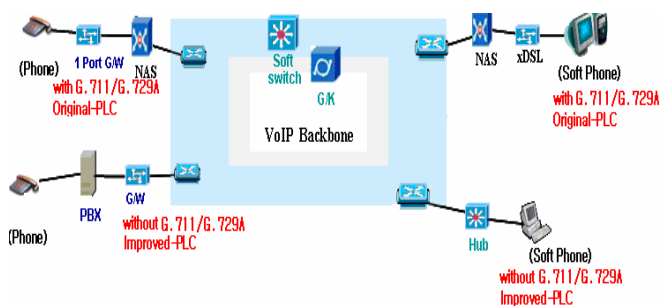 (Phone)
1 Port G/W
NAS
with G.711/G.729A
Original-PLC
Soft
switch
G/K
VoIP Backbone
NAS
xDSL
(Soft Phone)
with G.711/G.729A
Original-PLC
(Phone)
PBX
G/W
without G.711/G.729A
Improved-PLC
Hub
(Soft Phone)
without G.711/G.729A
Improved-PLC